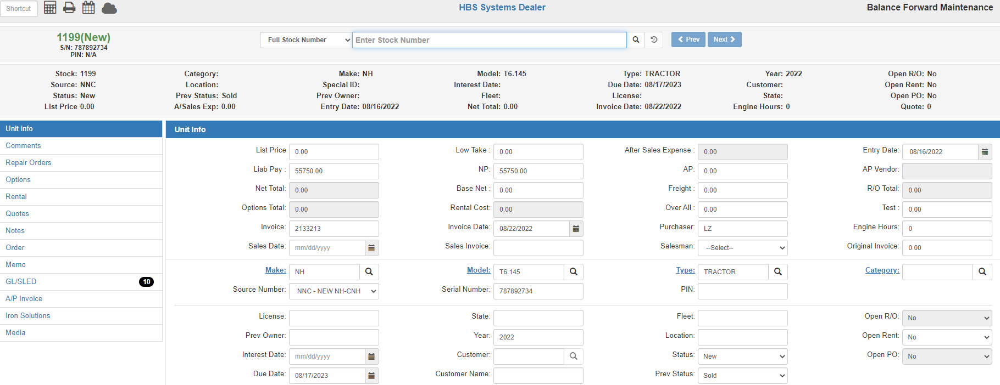 Shortcut HBS Systems Dealer Balance Forward Maintenance
1199(New)
S/N: 787892734
PIN: N/A
Full Stock Number Enter Stock Number Prev Next
Stock: 1199 Category: Make: NH Model: T6.145 Type: TRACTOR Year: 2022 Open R/O: No
Source: NNC Location: Special ID: Interest Date: Due Date: 08/17/2023 Customer: Open Rent: No
Status: New Prev Status: Sold Prev Owner: Fleet: License: State: Open PO: No
List Price 0.00 A/Sales Exp: 0.00 Entry Date: 08/16/2022 Net Total: 0.00 Invoice Date: 08/22/2022 Engine Hours: 0 Quote: 0
Unit Info
Comments
Repair Orders
Options
Rental
Quotes
Notes
Order
Memo
GL/SLED 10
A/P Invoice
Iron Solutions
Media
Unit Info
List Price 0.00 Low Take : 0.00 After Sales Expense : 0.00 Entry Date: 08/16/2022
Liab Pay : 55750.00 NP: 55750.00 AP: 0.00 AP Vendor:
Net Total: 0.00 Base Net : 0.00 Freight : 0.00 R/O Total: 0.00
Options Total: 0.00 Rental Cost: 0.00 Over All : 0.00 Test : 0.00
Invoice: 2133213 Invoice Date: 08/22/2022 Purchaser: LZ Engine Hours: 0
Sales Date: mm/dd/yyyy Sales Invoice: Salesman: --Select-- Original Invoice: 0.00
Make: NH Model: T6.145 Type: TRACTOR Category:
Source Number: NNC - NEW NH-CNH Serial Number: 787892734 PIN:
License: State: Fleet: Open R/O: No
Prev Owner: Year: 2022 Location: Open Rent: No
Interest Date: mm/dd/yyyy Customer: Status: New Open PO: No
Due Date: 08/17/2023 Customer Name: Prev Status: Sold